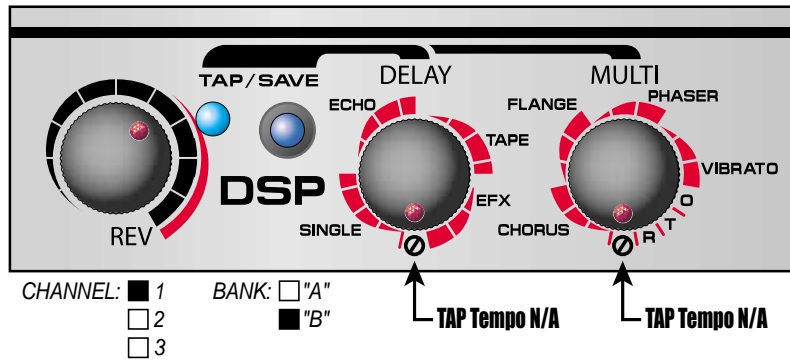 TAP/SAVE
DELAY
MULTI
ECHO
TAPE
FLANGE
PHASER
VIBRATO
DSP
REV
SINGLE
EFX
CHORUS
R T O
CHANNEL: 1
2
3
BANK: "A"
"B"
TAP Tempo N/A
TAP Tempo N/A